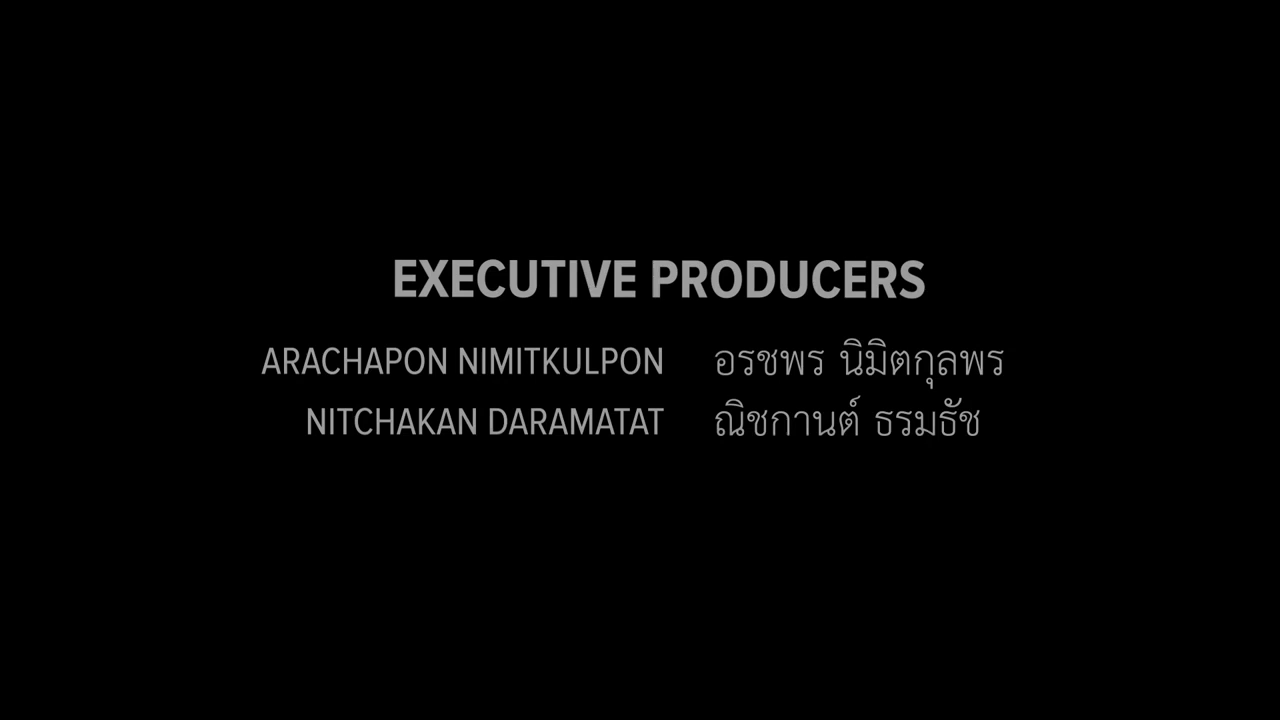 EXECUTIVE PRODUCERS
ARACHAPON NIMITKULPON อรชพร นิมิตกุลพร
NITCHAKAN DARAMATAT ณิชกานต์ ธรมธัช